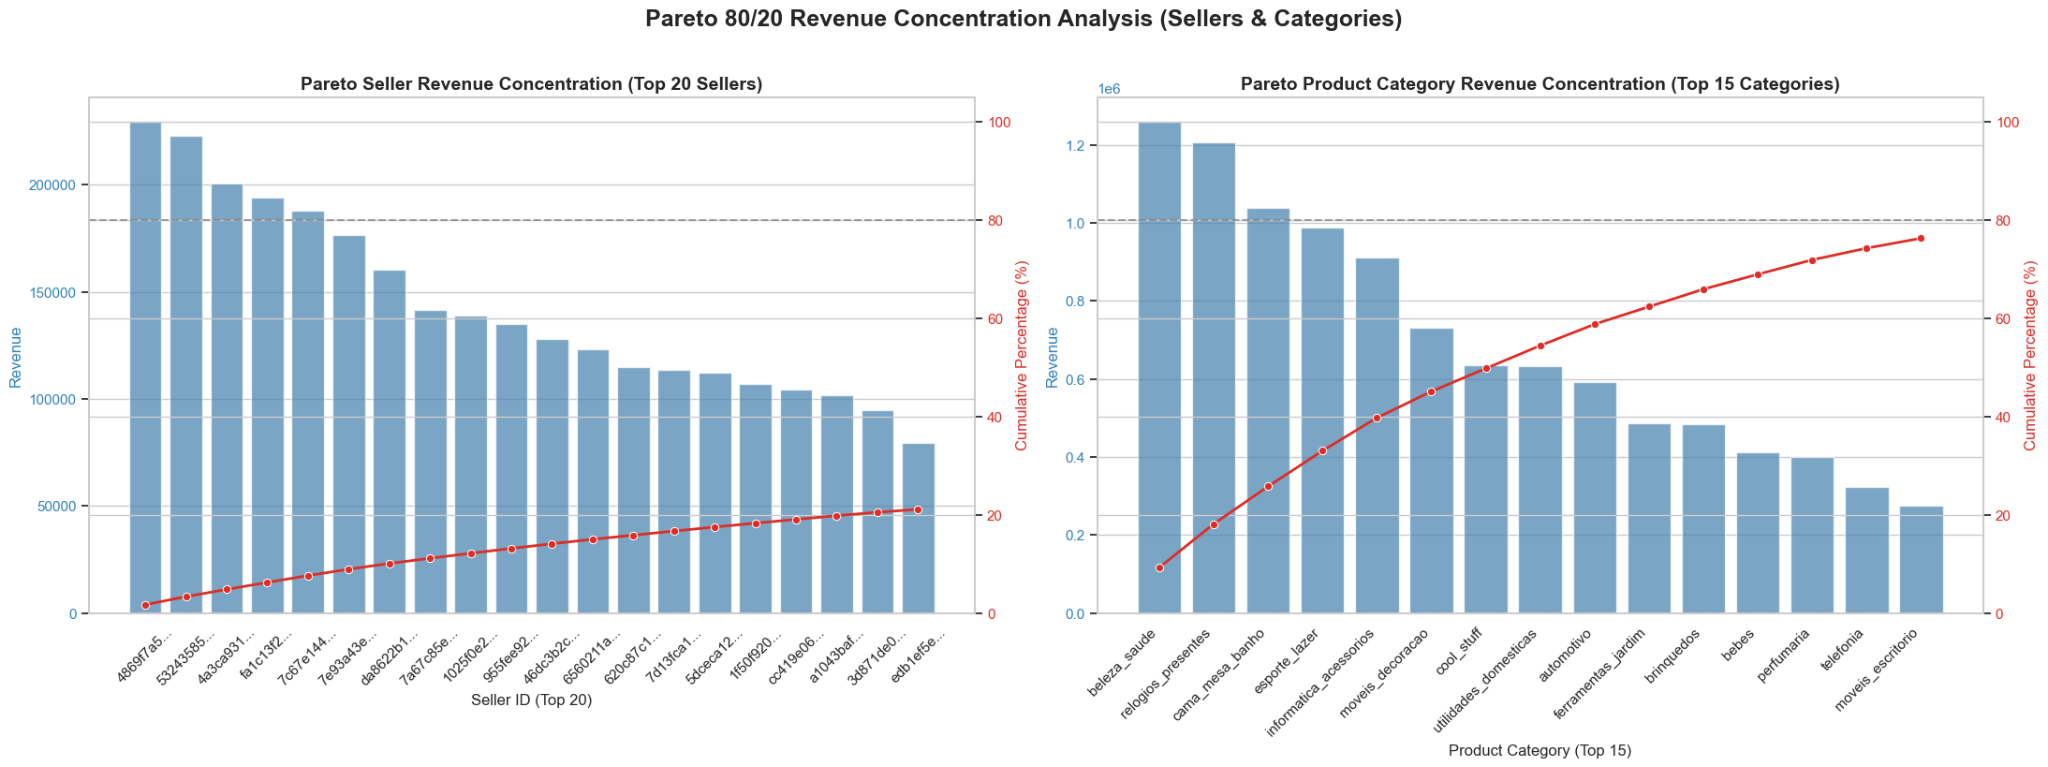 Pareto 80/20 Revenue Concentration Analysis (Sellers & Categories)
Pareto Seller Revenue Concentration (Top 20 Sellers)
Revenue
200000
150000
100000
50000
0
100
80
60
40
20
0
Cumulative Percentage (%)
4869f7a5...
53243585...
4a3ca931...
fa1c13f2...
7c67e144...
7e93a43e...
da8622b1...
7a67c85e...
1025f0e2...
955fee92...
46dc3b2c...
6560211a...
620c87c1...
7d13fca1...
5dceca12...
1f50f920...
cc419e06...
a1043baf...
3d871de0...
edb1ef5e...
Seller ID (Top 20)
Pareto Product Category Revenue Concentration (Top 15 Categories)
1e6
Revenue
1.2
1.0
0.8
0.6
0.4
0.2
0.0
100
80
60
40
20
0
Cumulative Percentage (%)
beleza_saude
relogios_presentes
cama_mesa_banho
esporte_lazer
informatica_acessorios
moveis_decoracao
cool_stuff
utilidades_domesticas
automotivo
ferramentas_jardim
brinquedos
bebes
perfumaria
telefonia
moveis_escritorio
Product Category (Top 15)